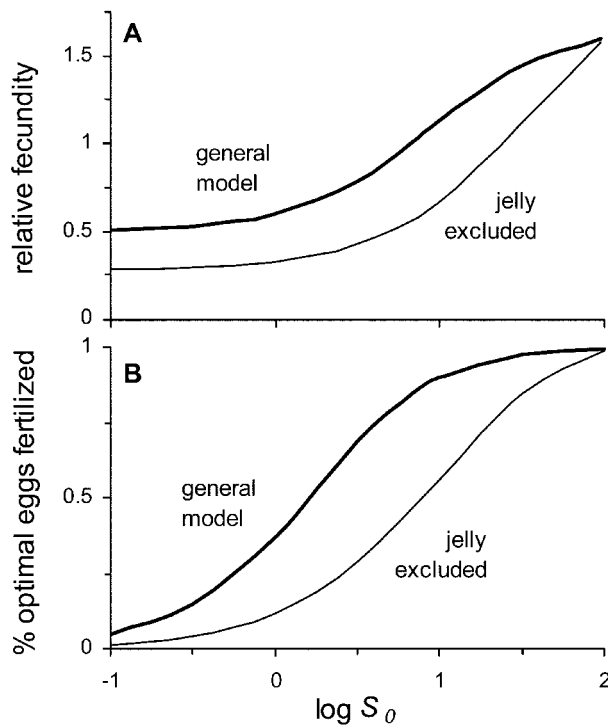 A
1.5
1
0.5
0
relative fecundity
general
model
jelly
excluded
B
1
0.5
0
% optimal eggs fertilized
general
model
jelly
excluded
-1
0
1
2
log S₀